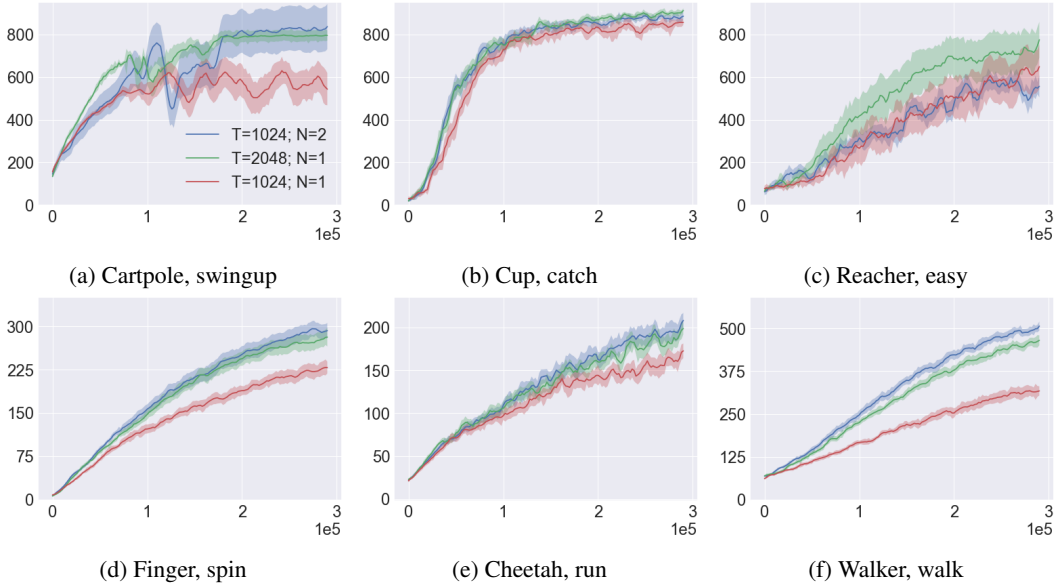 800
600
400
200
0
T=1024; N=2
T=2048; N=1
T=1024; N=1
0 1 2 3
1e5
(a) Cartpole, swingup
800
600
400
200
0
0 1 2 3
1e5
(b) Cup, catch
800
600
400
200
0
0 1 2 3
1e5
(c) Reacher, easy
300
225
150
75
0
0 1 2 3
1e5
(d) Finger, spin
200
150
100
50
0
0 1 2 3
1e5
(e) Cheetah, run
500
375
250
125
0
0 1 2 3
1e5
(f) Walker, walk